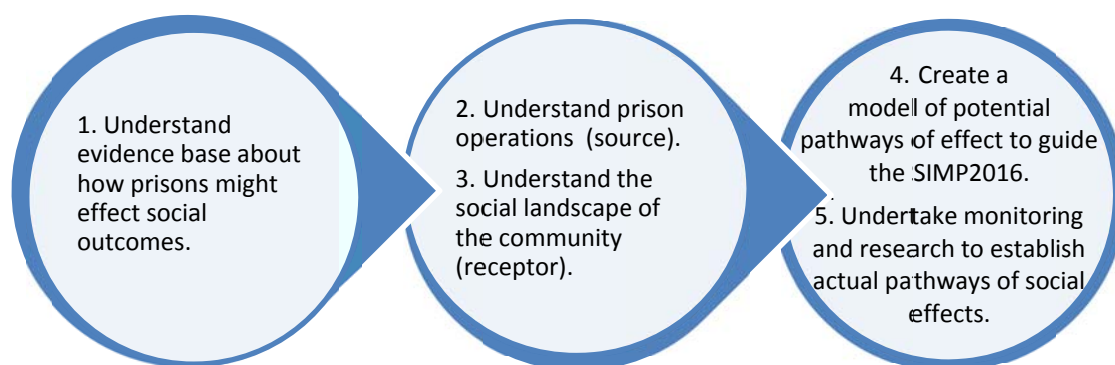 1. Understand
evidence base about
how prisons might
effect social
outcomes.
2. Understand prison
operations (source).
3. Understand the
social landscape of
the community
(receptor).
4. Create a
model of potential
pathways of effect to guide
the SIMP2016.
5. Undertake monitoring
and research to establish
actual pathways of social
effects.